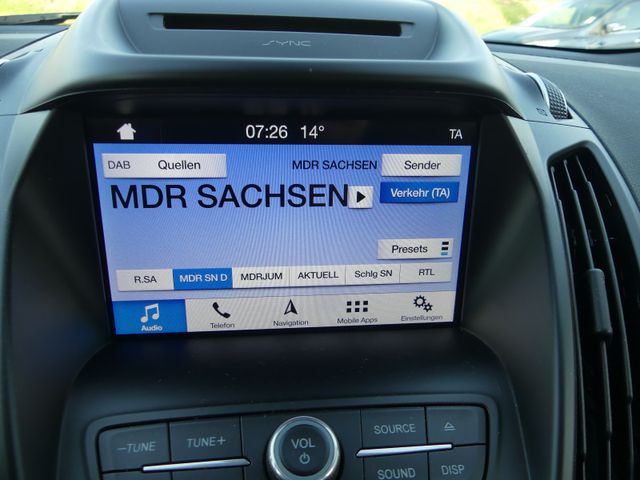 SYNC
07:26 14° TA
DAB Quellen MDR SACHSEN Sender
MDR SACHSEN Verkehr (TA)
Presets
R.SA MDR SN D MDRJUM AKTUELL Schlg SN RTL
Audio Telefon Navigation Mobile Apps Einstellungen
−TUNE TUNE+ VOL SOURCE
SOUND DISP